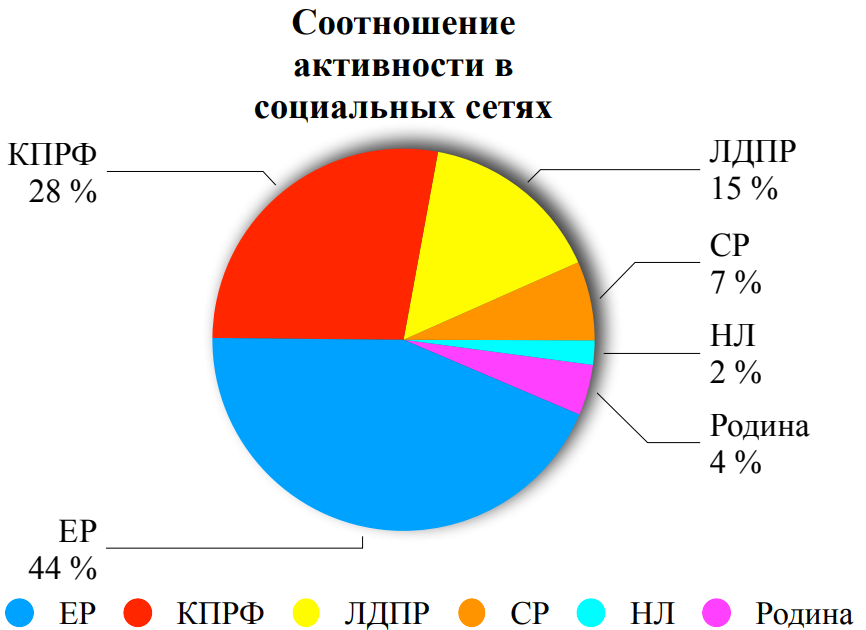 Соотношение
активности в
социальных сетях
КПРФ
28 %
ЛДПР
15 %
СР
7 %
НЛ
2 %
Родина
4 %
ЕР
44 %
ЕР КПРФ ЛДПР СР НЛ Родина